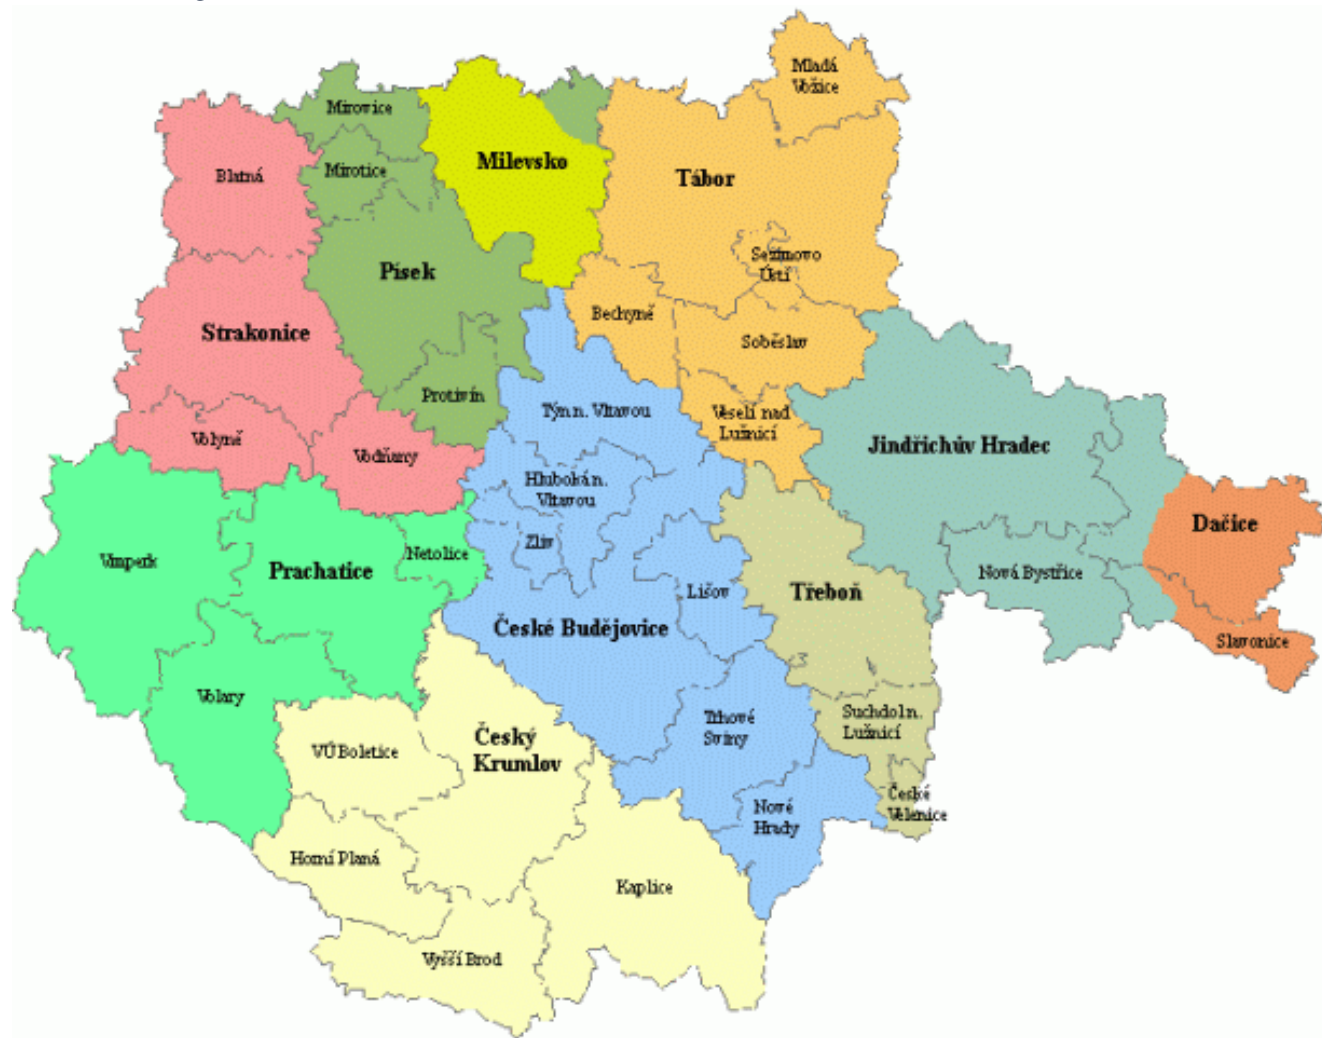 Mladá
Vožice
Mirovice
Milevsko
Mirotice
Blatná
Tábor
Sezimovo
Ústí
Písek
Bechyně
Strakonice
Soběslav
Protivín
Týn n. Vltavou
Veselí nad
Lužnicí
Volyně
Vodňany
Jindřichův Hradec
Hluboká n.
Vltavou
Dačice
Zliv
Netolice
Vimperk
Prachatice
Nová Bystřice
Lišov
Třeboň
České Budějovice
Slavonice
Volary
Trhové
Sviny
Suchdol n.
Lužnicí
Český
Krumlov
VÚ Boletice
České
Velenice
Nové
Hrady
Horní Planá
Kaplice
Vyšší Brod